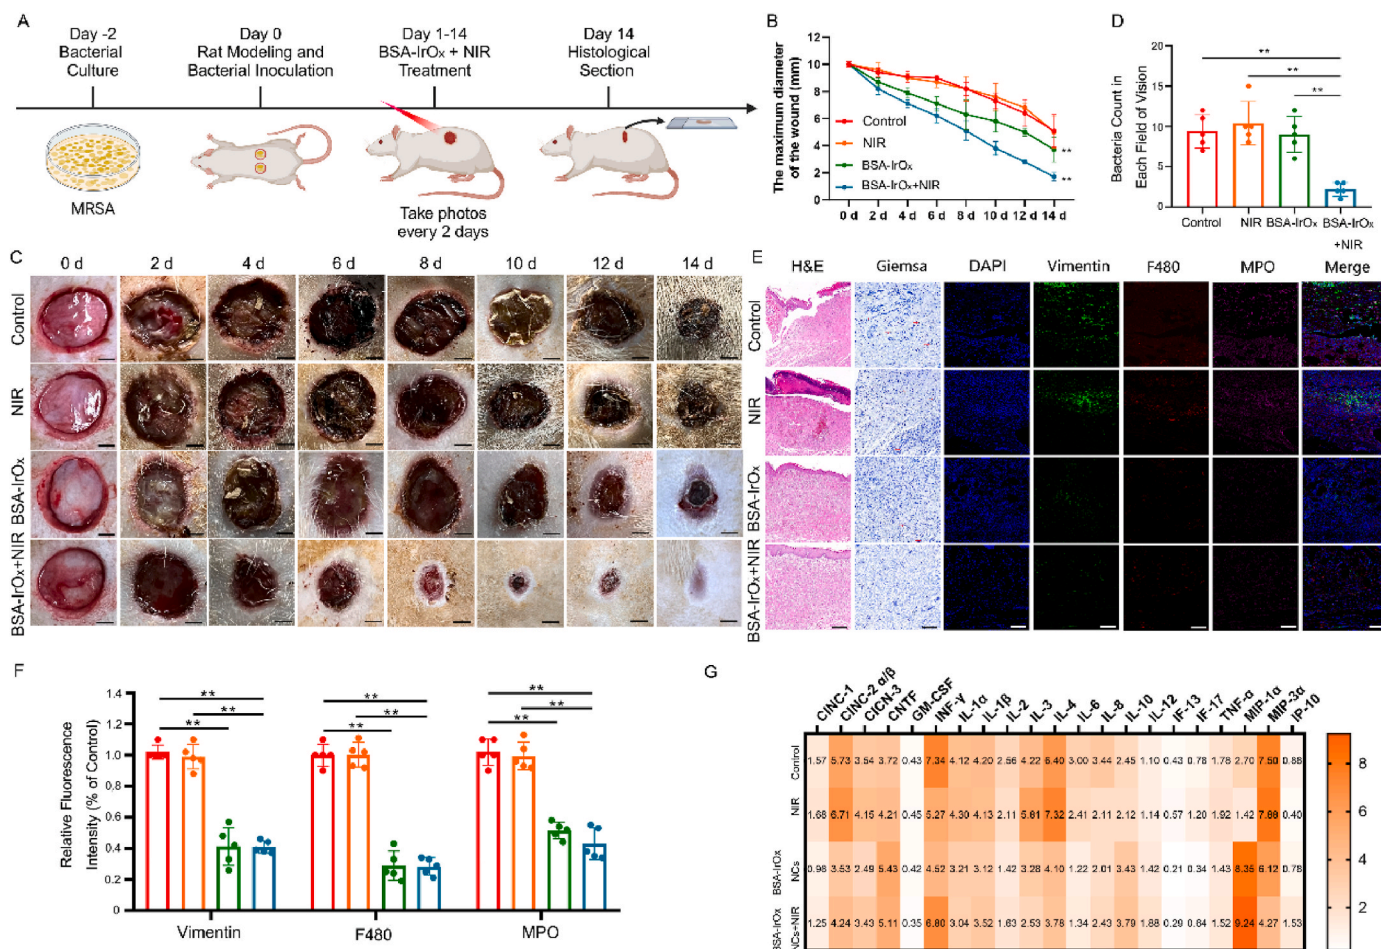 A
Day -2
Bacterial
Culture
Day 0
Rat Modeling and
Bacterial Inoculation
Day 1-14
BSA-IrOx + NIR
Treatment
Day 14
Histological
Section
MRSA
Take photos
every 2 days
B
The maximum diameter
of the wound (mm)
12
10
8
6
4
2
0
Control
NIR
BSA-IrOx
BSA-IrOx+NIR
**
**
0 d 2 d 4 d 6 d 8 d 10 d 12 d 14 d
D
Bacteria Count in
Each Field of Vision
20
15
10
5
0
**
**
**
Control NIR BSA-IrOx BSA-IrOx
+NIR
C
0 d 2 d 4 d 6 d 8 d 10 d 12 d 14 d
Control
NIR
BSA-IrOx
BSA-IrOx+NIR
E
H&E Giemsa DAPI Vimentin F480 MPO Merge
Control
NIR
BSA-IrOx
BSA-IrOx+NIR
F
Relative Fluorescence
Intensity (% of Control)
1.4
1.2
1.0
0.8
0.6
0.4
0.2
0
** ** **
** ** **
** ** **
Vimentin F480 MPO
G
CINC-1 CINC-2 α/β CICN-3 CNTF GM-CSF INF-γ IL-1α IL-1β IL-2 IL-3 IL-4 IL-6 IL-8 IL-10 IL-12 IF-13 IF-17 TNF-α MIP-1α MIP-3α IP-10
Control 1.57 5.73 3.54 3.72 0.43 7.34 4.12 4.20 2.56 4.22 6.40 3.00 3.44 2.45 1.10 0.43 0.78 1.78 2.70 7.50 0.88
NIR 1.68 6.71 4.15 4.21 0.45 5.27 4.30 4.13 2.11 5.61 7.32 2.41 2.11 2.12 1.14 0.57 1.20 1.92 1.42 7.88 0.40
BSA-IrOx
NCs 0.98 3.53 2.49 5.43 0.42 4.52 3.21 3.12 1.42 3.28 4.10 1.22 2.01 3.43 1.42 0.29 0.34 1.43 8.35 6.12 0.78
BSA-IrOx
NCs+NIR 1.25 4.24 3.43 5.11 0.35 6.80 3.04 3.52 1.63 2.53 3.78 1.34 2.43 3.79 1.88 0.29 0.84 1.52 9.24 4.27 1.53
8
6
4
2